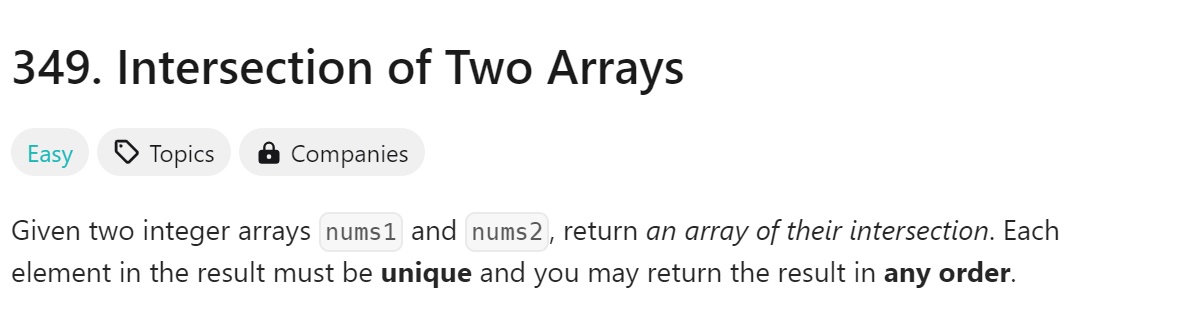 349. Intersection of Two Arrays
Easy Topics Companies
Given two integer arrays nums1 and nums2, return an array of their intersection. Each
element in the result must be unique and you may return the result in any order.